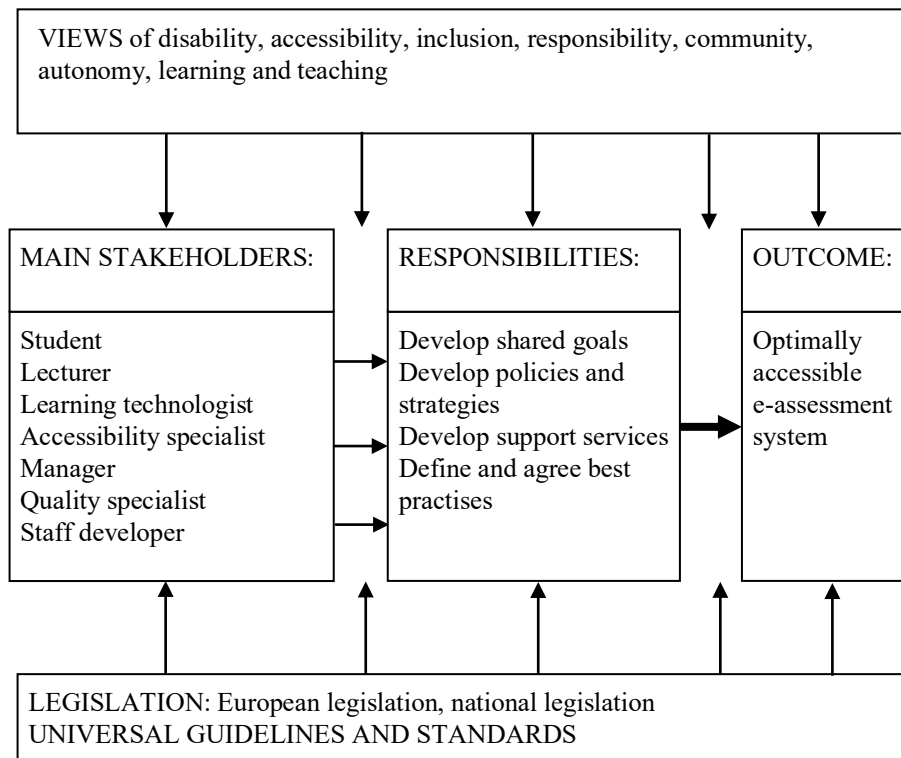 VIEWS of disability, accessibility, inclusion, responsibility, community,
autonomy, learning and teaching
MAIN STAKEHOLDERS:
Student
Lecturer
Learning technologist
Accessibility specialist
Manager
Quality specialist
Staff developer
RESPONSIBILITIES:
Develop shared goals
Develop policies and
strategies
Develop support services
Define and agree best
practises
OUTCOME:
Optimally
accessible
e-assessment
system
LEGISLATION: European legislation, national legislation
UNIVERSAL GUIDELINES AND STANDARDS